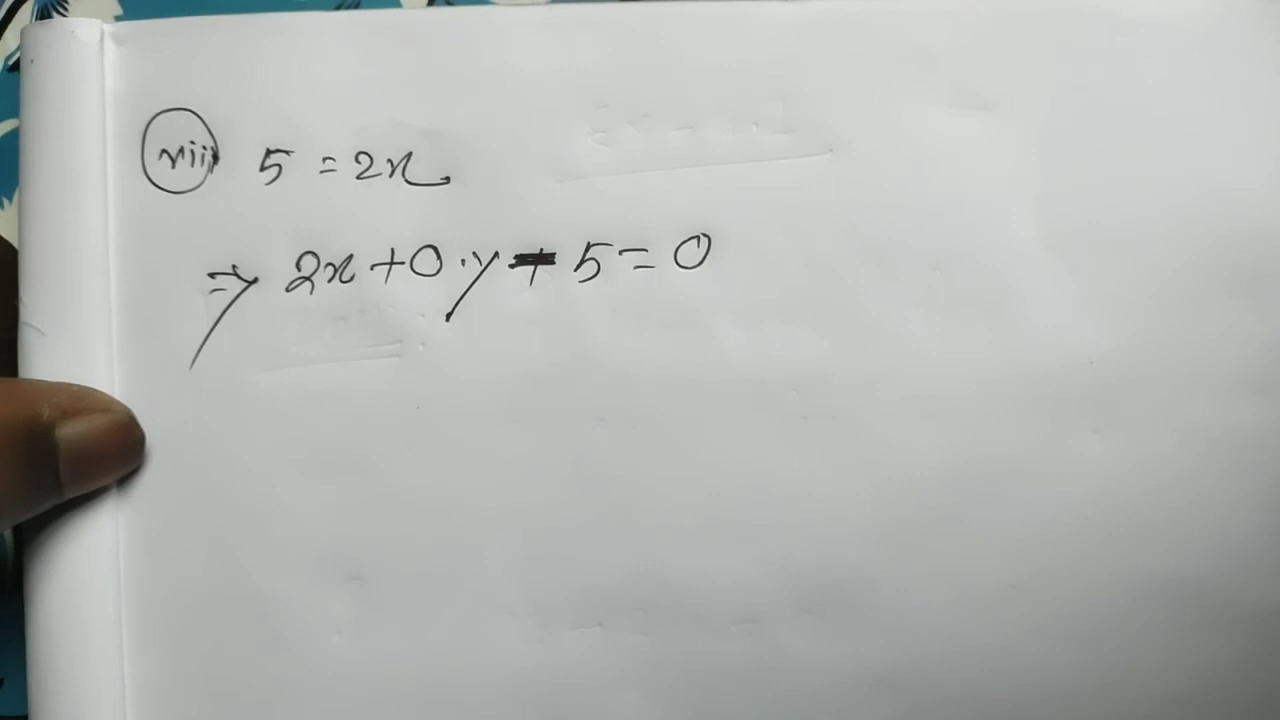 viii) 5 = 2x
⇒ 2x + 0.y - 5 = 0